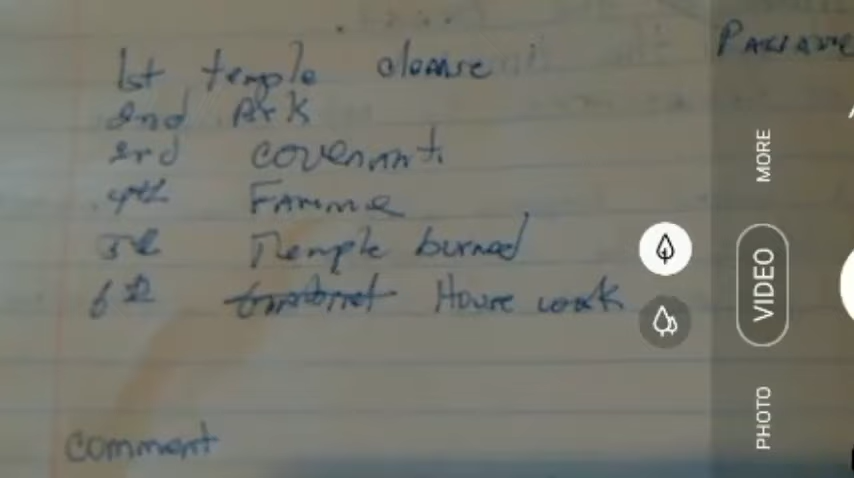 1st temple cleanse
2nd Ark
3rd covenant
4th Famine
5th Temple burned
6th House work
comment
MORE
VIDEO
PHOTO